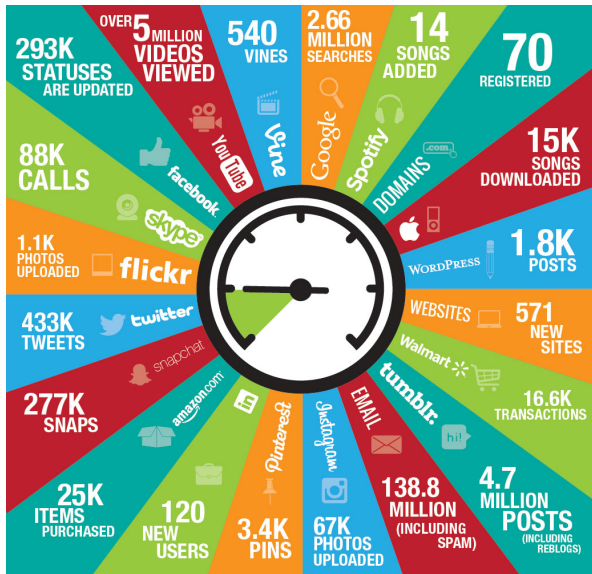 293K
STATUSES
ARE UPDATED
facebook
OVER 5 MILLION
VIDEOS
VIEWED
YouTube
540
VINES
Vine
2.66
MILLION
SEARCHES
Google
14
SONGS
ADDED
Spotify
70
REGISTERED
.com
DOMAINS
15K
SONGS
DOWNLOADED
1.8K
POSTS
WORDPRESS
571
NEW
SITES
WEBSITES
Walmart
16.6K
TRANSACTIONS
tumblr.
hi!
4.7
MILLION
POSTS
(INCLUDING
REBLOGS)
EMAIL
138.8
MILLION
(INCLUDING
SPAM)
Instagram
67K
PHOTOS
UPLOADED
Pinterest
3.4K
PINS
in
120
NEW
USERS
amazon.com
25K
ITEMS
PURCHASED
snapchat
277K
SNAPS
twitter
433K
TWEETS
flickr
1.1K
PHOTOS
UPLOADED
skype
88K
CALLS